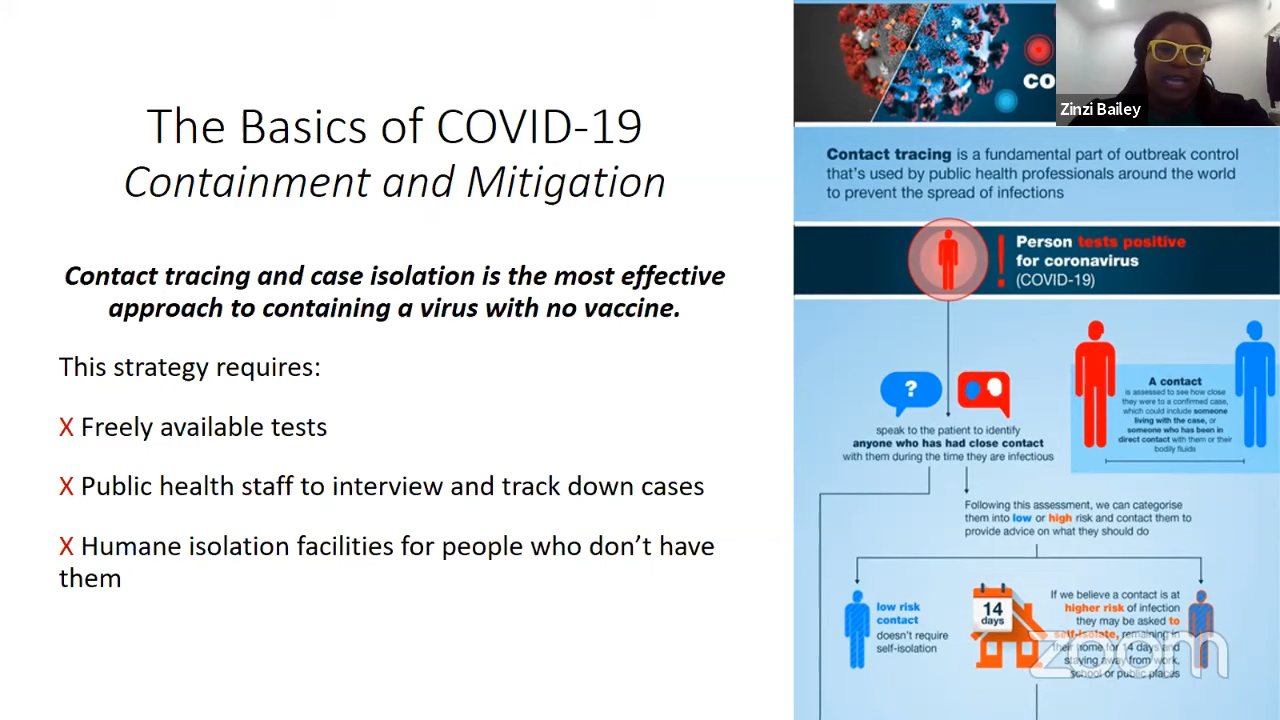 The Basics of COVID-19
Containment and Mitigation
Contact tracing and case isolation is the most effective
approach to containing a virus with no vaccine.
This strategy requires:
X Freely available tests
X Public health staff to interview and track down cases
X Humane isolation facilities for people who don’t have
them
CO
Zinzi Bailey
Contact tracing is a fundamental part of outbreak control
that's used by public health professionals around the world
to prevent the spread of infections
! Person tests positive
for coronavirus
(COVID-19)
?
speak to the patient to identify
anyone who has had close contact
with them during the time they are infectious
A contact
is assessed to see how close
they were to a confirmed case,
which could include someone
living with the case, or
someone who has been in
direct contact with them or their
bodily fluids
Following this assessment, we can categorise
them into low or high risk and contact them to
provide advice on what they should do
low risk
contact
doesn't require
self-isolation
14
days
If we believe a contact is at
higher risk of infection
they may be asked to
self-isolate, remaining in
their home for 14 days and
staying away from work,
school or public places
zoom